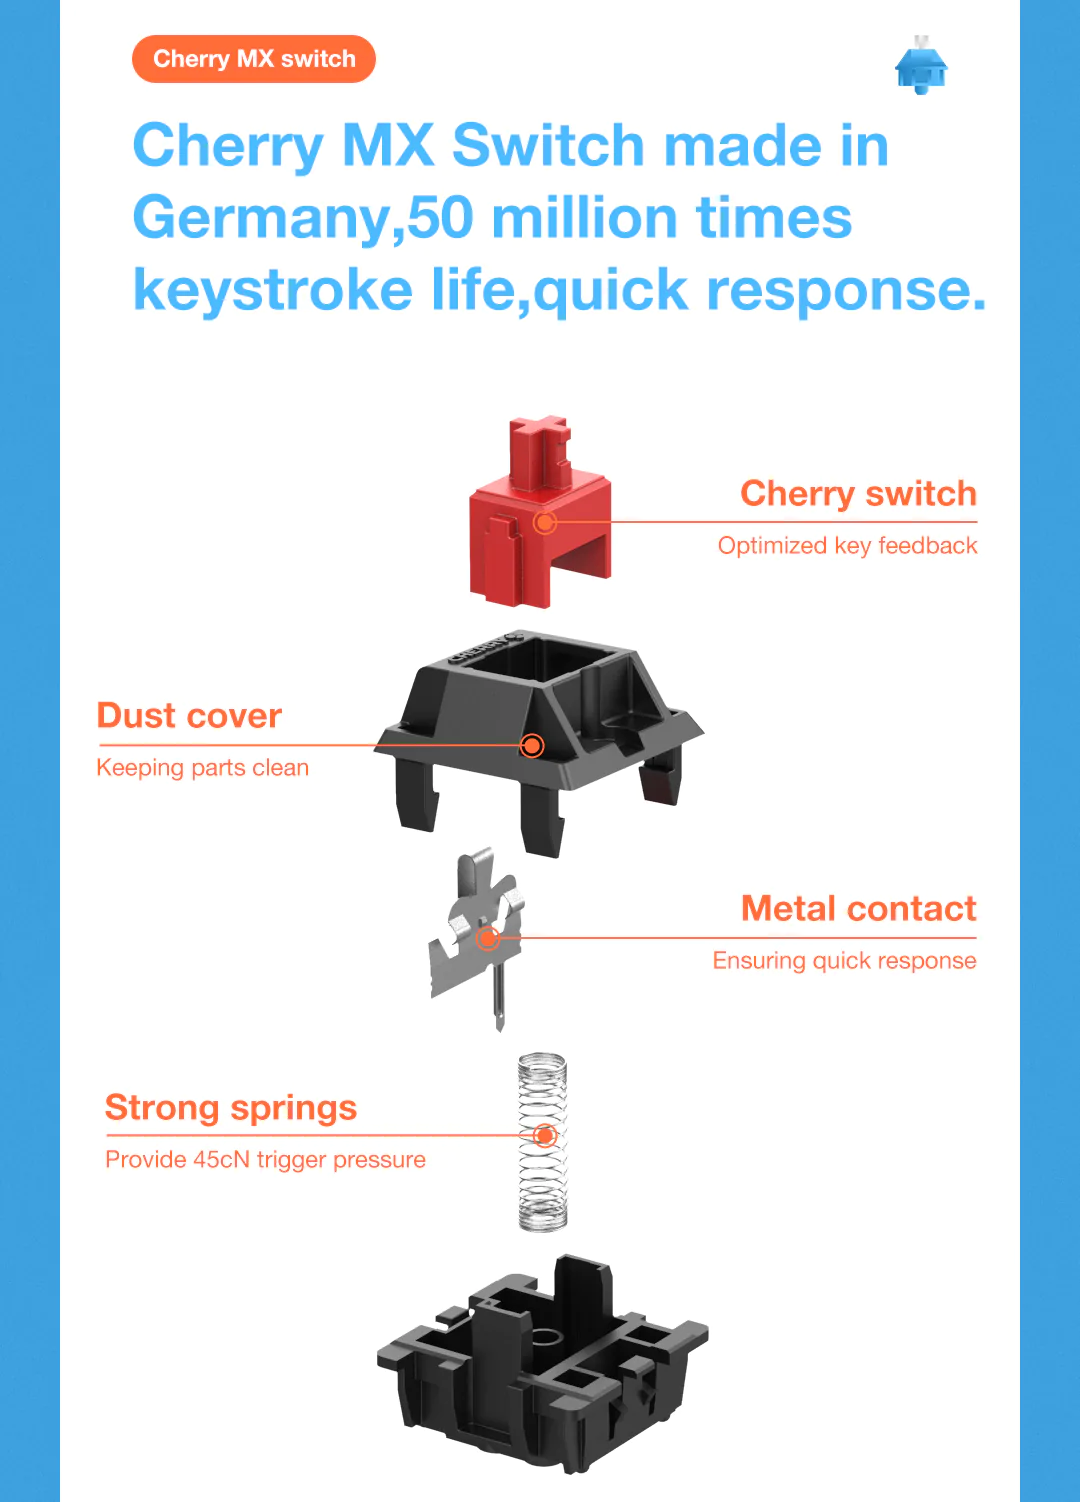 Cherry MX switch
Cherry MX Switch made in
Germany,50 million times
keystroke life,quick response.
Cherry switch
Optimized key feedback
CHERRY
Dust cover
Keeping parts clean
Metal contact
Ensuring quick response
Strong springs
Provide 45cN trigger pressure